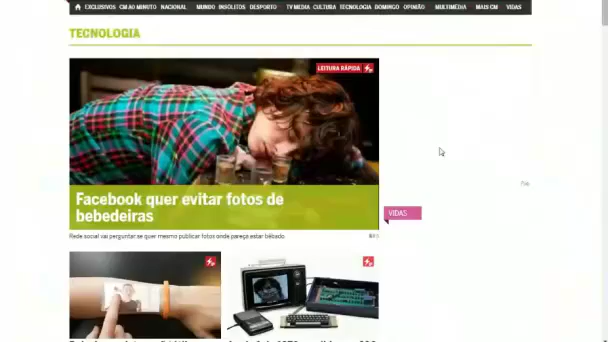 EXCLUSIVOS CM AO MINUTO NACIONAL MUNDO INSÓLITOS DESPORTO TV MEDIA CULTURA TECNOLOGIA DOMINGO OPINIÃO MULTIMÉDIA MAIS CM VIDAS
TECNOLOGIA
LEITURA RÁPIDA
Facebook quer evitar fotos de
bebedeiras
VIDAS
Rede social vai perguntar se quer mesmo publicar fotos onde pareça estar bêbado.